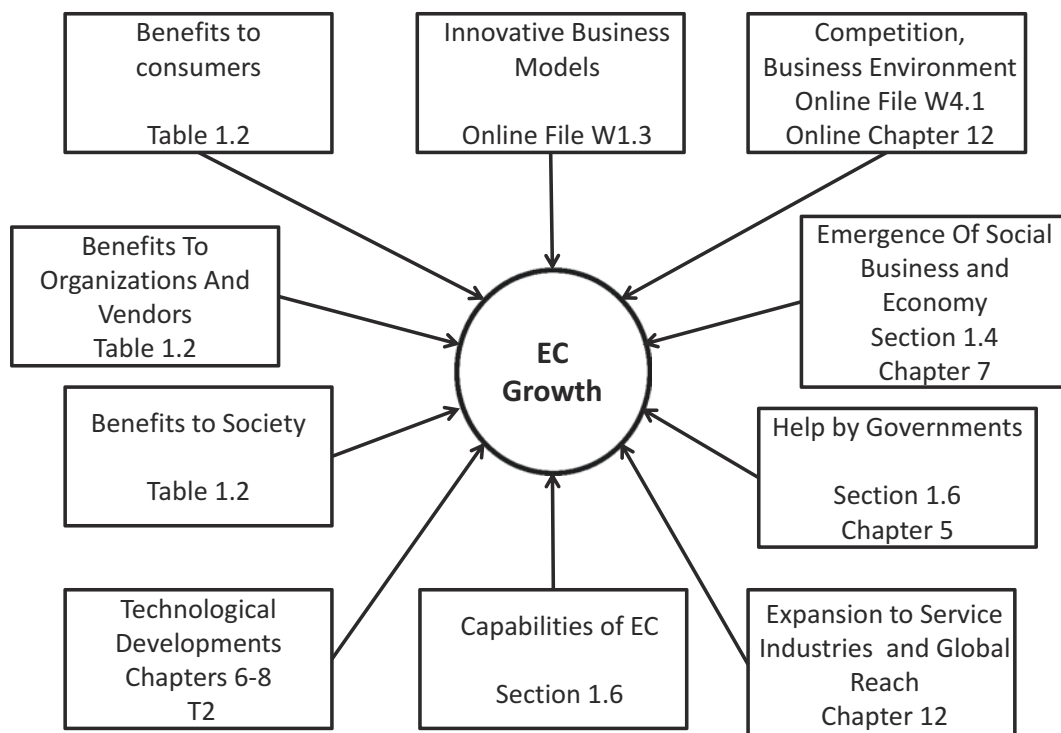 Benefits to
consumers
Table 1.2
Innovative Business
Models
Online File W1.3
Competition,
Business Environment
Online File W4.1
Online Chapter 12
Benefits To
Organizations And
Vendors
Table 1.2
Emergence Of Social
Business and
Economy
Section 1.4
Chapter 7
EC
Growth
Benefits to Society
Table 1.2
Help by Governments
Section 1.6
Chapter 5
Technological
Developments
Chapters 6-8
T2
Capabilities of EC
Section 1.6
Expansion to Service
Industries and Global
Reach
Chapter 12